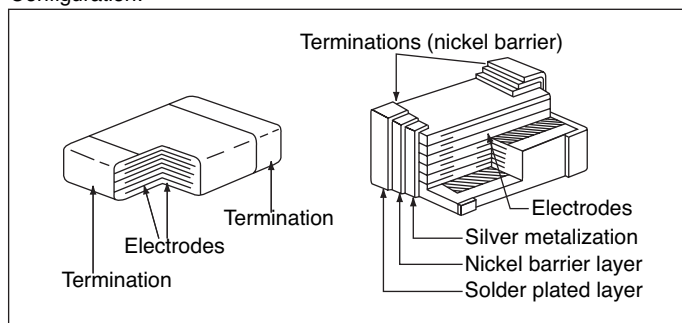 Configuration:
Terminations (nickel barrier)
Termination
Electrodes
Termination
Electrodes
Silver metalization
Nickel barrier layer
Solder plated layer